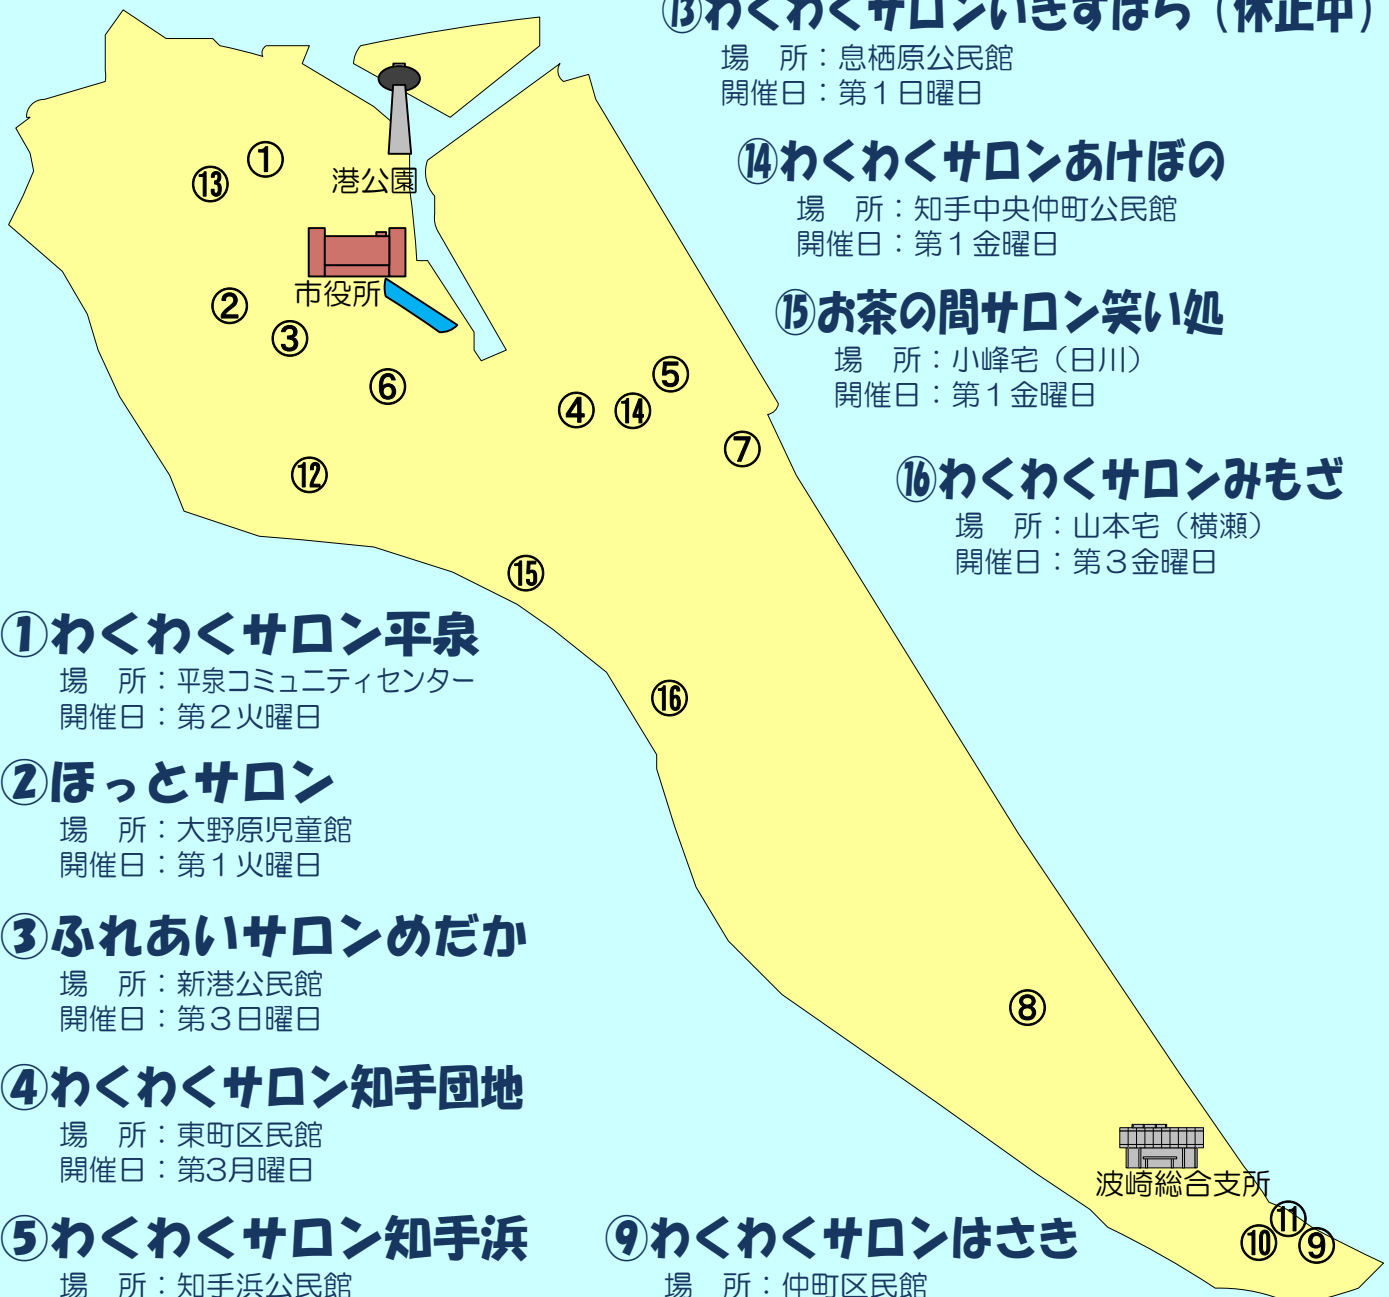 ⑬わくわくサロンいきすはら（休止中）
場　所：息栖原公民館
開催日：第１日曜日
⑭わくわくサロンあけぼの
場　所：知手中央仲町公民館
開催日：第１金曜日
⑮お茶の間サロン笑い処
場　所：小峰宅（日川）
開催日：第１金曜日
⑯わくわくサロンみもざ
場　所：山本宅（横瀬）
開催日：第３金曜日
①
⑬
港公園
市役所
②
③
⑥
⑤
④
⑭
⑦
⑫
⑮
⑯
⑧
波崎総合支所
⑪
⑩
⑨
①わくわくサロン平泉
場　所：平泉コミュニティセンター
開催日：第２火曜日
②ほっとサロン
場　所：大野原児童館
開催日：第１火曜日
③ふれあいサロンめだか
場　所：新港公民館
開催日：第３日曜日
④わくわくサロン知手団地
場　所：東町区民館
開催日：第3月曜日
⑤わくわくサロン知手浜
場　所：知手浜公民館
⑨わくわくサロンはさき
場　所：仲町区民館